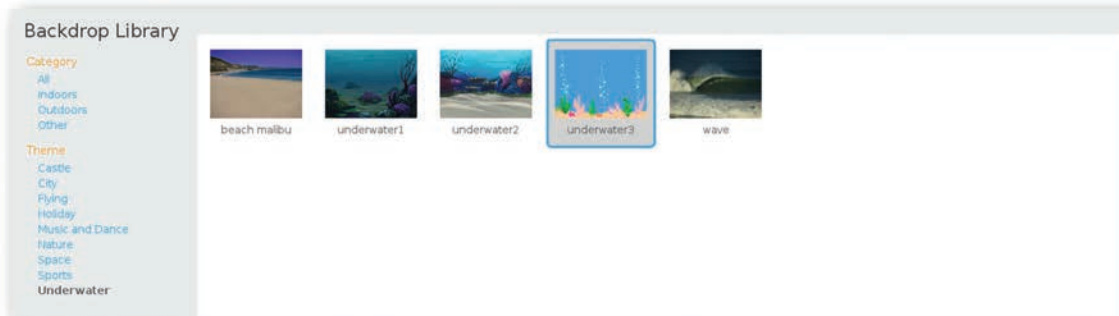 Backdrop Library
Category
All
Indoors
Outdoors
Other
Theme
Castle
City
Flying
Holiday
Music and Dance
Nature
Space
Sports
Underwater
beach malibu
underwater1
underwater2
underwater3
wave